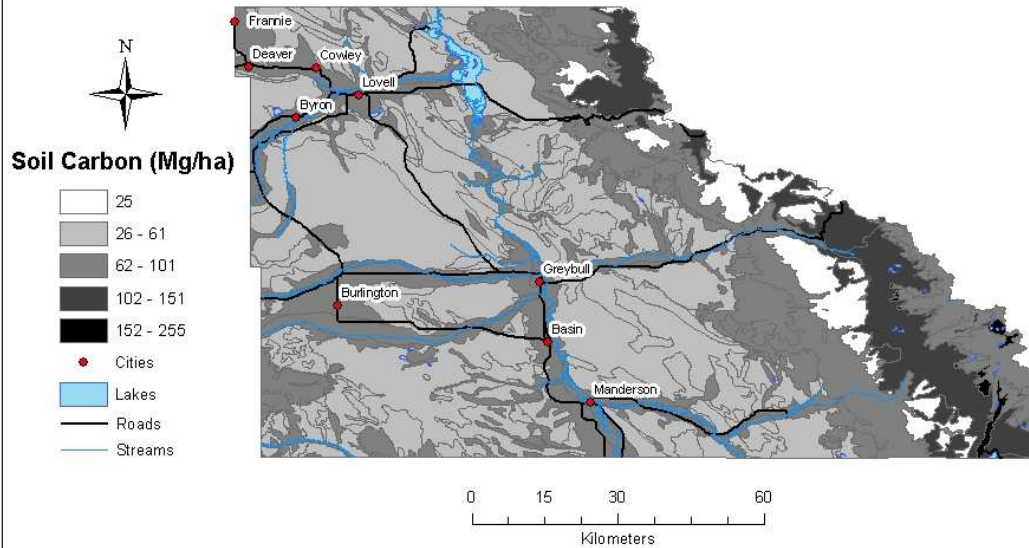 Frannie
N
Deaver
Cowley
Lovell
Byron
Soil Carbon (Mg/ha)
25
26 - 61
62 - 101
102 - 151
152 - 255
Cities
Lakes
Roads
Streams
Greybull
Burlington
Basin
Manderson
0 15 30 60
Kilometers